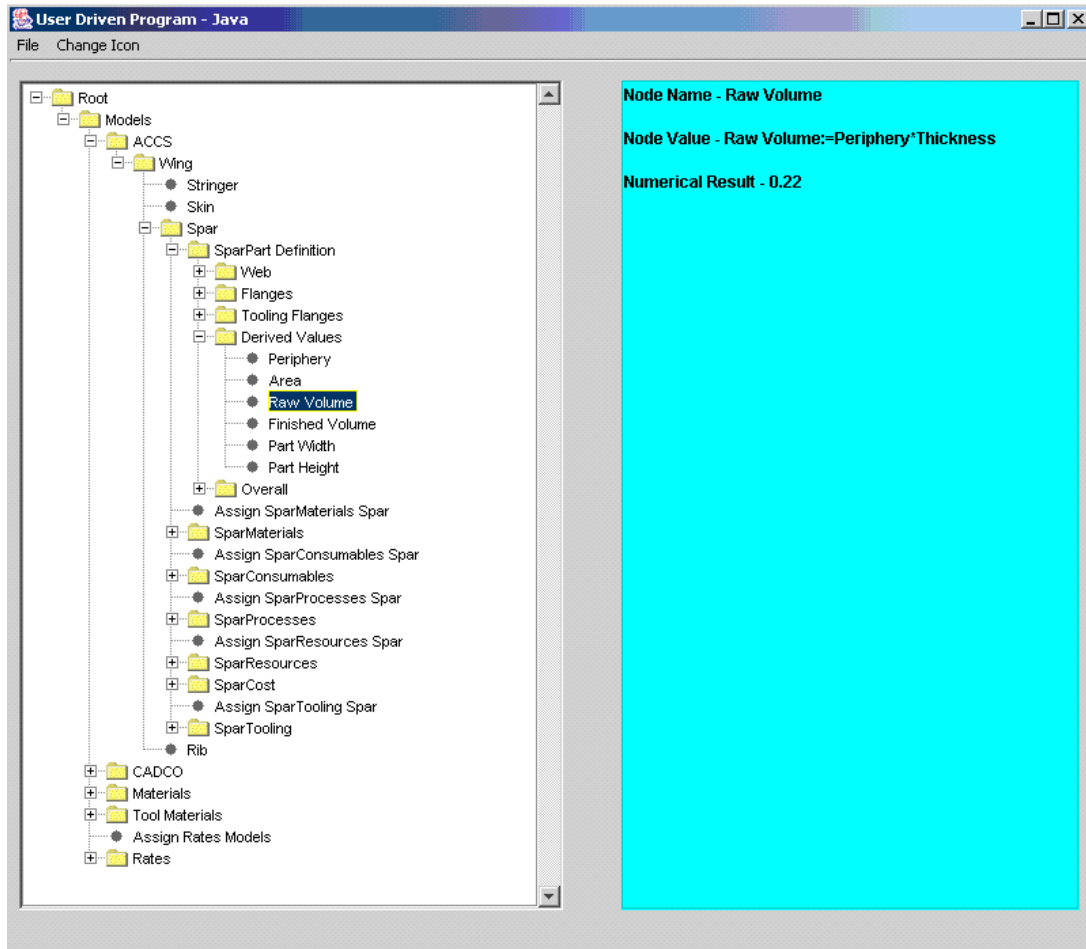 User Driven Program - Java
File Change Icon
Root
Models
ACCS
Wing
Stringer
Skin
Spar
SparPart Definition
Web
Flanges
Tooling Flanges
Derived Values
Periphery
Area
Raw Volume
Finished Volume
Part Width
Part Height
Overall
Assign SparMaterials Spar
SparMaterials
Assign SparConsumables Spar
SparConsumables
Assign SparProcesses Spar
SparProcesses
Assign SparResources Spar
SparResources
SparCost
Assign SparTooling Spar
SparTooling
Rib
CADCO
Materials
Tool Materials
Assign Rates Models
Rates
Node Name - Raw Volume
Node Value - Raw Volume:=Periphery*Thickness
Numerical Result - 0.22